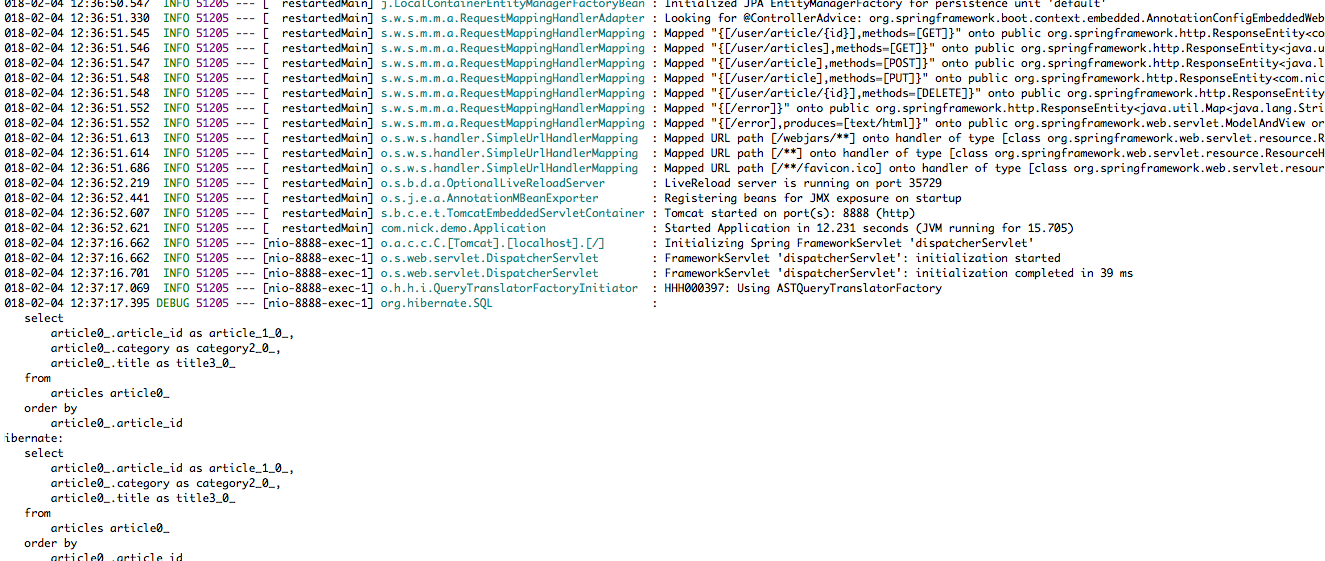 018-02-04 12:36:50.547  INFO 51205 --- [  restartedMain] j.LocalContainerEntityManagerFactoryBean : Initialized JPA EntityManagerFactory for persistence unit 'default'
018-02-04 12:36:51.330  INFO 51205 --- [  restartedMain] s.w.s.m.m.a.RequestMappingHandlerAdapter : Looking for @ControllerAdvice: org.springframework.boot.context.embedded.AnnotationConfigEmbeddedWeb
018-02-04 12:36:51.545  INFO 51205 --- [  restartedMain] s.w.s.m.m.a.RequestMappingHandlerMapping : Mapped "{[/user/article/{id}],methods=[GET]}" onto public org.springframework.http.ResponseEntity<co
018-02-04 12:36:51.546  INFO 51205 --- [  restartedMain] s.w.s.m.m.a.RequestMappingHandlerMapping : Mapped "{[/user/articles],methods=[GET]}" onto public org.springframework.http.ResponseEntity<java.u
018-02-04 12:36:51.547  INFO 51205 --- [  restartedMain] s.w.s.m.m.a.RequestMappingHandlerMapping : Mapped "{[/user/article],methods=[POST]}" onto public org.springframework.http.ResponseEntity<java.l
018-02-04 12:36:51.548  INFO 51205 --- [  restartedMain] s.w.s.m.m.a.RequestMappingHandlerMapping : Mapped "{[/user/article],methods=[PUT]}" onto public org.springframework.http.ResponseEntity<com.nic
018-02-04 12:36:51.548  INFO 51205 --- [  restartedMain] s.w.s.m.m.a.RequestMappingHandlerMapping : Mapped "{[/user/article/{id}],methods=[DELETE]}" onto public org.springframework.http.ResponseEntity
018-02-04 12:36:51.552  INFO 51205 --- [  restartedMain] s.w.s.m.m.a.RequestMappingHandlerMapping : Mapped "{[/error]}" onto public org.springframework.http.ResponseEntity<java.util.Map<java.lang.Stri
018-02-04 12:36:51.552  INFO 51205 --- [  restartedMain] s.w.s.m.m.a.RequestMappingHandlerMapping : Mapped "{[/error],produces=[text/html]}" onto public org.springframework.web.servlet.ModelAndView or
018-02-04 12:36:51.613  INFO 51205 --- [  restartedMain] o.s.w.s.handler.SimpleUrlHandlerMapping  : Mapped URL path [/webjars/**] onto handler of type [class org.springframework.web.servlet.resource.R
018-02-04 12:36:51.614  INFO 51205 --- [  restartedMain] o.s.w.s.handler.SimpleUrlHandlerMapping  : Mapped URL path [/**] onto handler of type [class org.springframework.web.servlet.resource.ResourceH
018-02-04 12:36:51.686  INFO 51205 --- [  restartedMain] o.s.w.s.handler.SimpleUrlHandlerMapping  : Mapped URL path [/**/favicon.ico] onto handler of type [class org.springframework.web.servlet.resour
018-02-04 12:36:52.219  INFO 51205 --- [  restartedMain] o.s.b.d.a.OptionalLiveReloadServer       : LiveReload server is running on port 35729
018-02-04 12:36:52.441  INFO 51205 --- [  restartedMain] o.s.j.e.a.AnnotationMBeanExporter        : Registering beans for JMX exposure on startup
018-02-04 12:36:52.607  INFO 51205 --- [  restartedMain] s.b.c.e.t.TomcatEmbeddedServletContainer : Tomcat started on port(s): 8888 (http)
018-02-04 12:36:52.621  INFO 51205 --- [  restartedMain] com.nick.demo.Application                : Started Application in 12.231 seconds (JVM running for 15.705)
018-02-04 12:37:16.662  INFO 51205 --- [nio-8888-exec-1] o.a.c.c.C.[Tomcat].[localhost].[/]       : Initializing Spring FrameworkServlet 'dispatcherServlet'
018-02-04 12:37:16.662  INFO 51205 --- [nio-8888-exec-1] o.s.web.servlet.DispatcherServlet        : FrameworkServlet 'dispatcherServlet': initialization started
018-02-04 12:37:16.701  INFO 51205 --- [nio-8888-exec-1] o.s.web.servlet.DispatcherServlet        : FrameworkServlet 'dispatcherServlet': initialization completed in 39 ms
018-02-04 12:37:17.069  INFO 51205 --- [nio-8888-exec-1] o.h.h.i.QueryTranslatorFactoryInitiator  : HHH000397: Using ASTQueryTranslatorFactory
018-02-04 12:37:17.395 DEBUG 51205 --- [nio-8888-exec-1] org.hibernate.SQL                        :
select
article0_.article_id as article_1_0_,
article0_.category as category2_0_,
article0_.title as title3_0_
from
articles article0_
order by
article0_.article_id
ibernate:
select
article0_.article_id as article_1_0_,
article0_.category as category2_0_,
article0_.title as title3_0_
from
articles article0_
order by
article0_.article_id